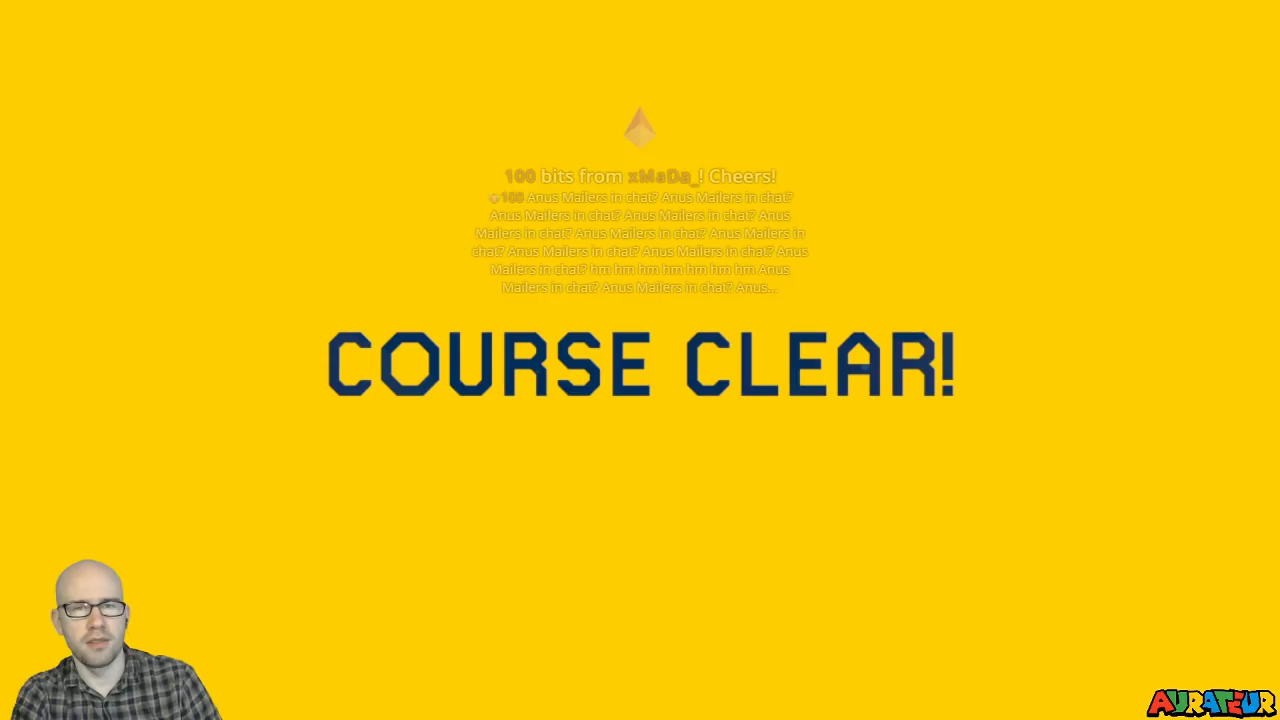 100 bits from xMaDa_! Cheers!
100 Anus Mailers in chat? Anus Mailers in chat?
Anus Mailers in chat? Anus Mailers in chat? Anus
Mailers in chat? Anus Mailers in chat? Anus Mailers in
chat? Anus Mailers in chat? Anus Mailers in chat? Anus
Mailers in chat? hm hm hm hm hm hm hm Anus
Mailers in chat? Anus Mailers in chat? Anus...
COURSE CLEAR!
AURATEUR